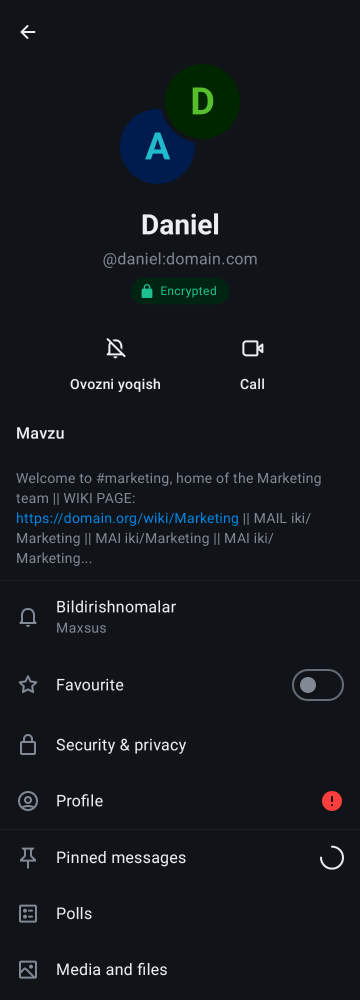 D
A
Daniel
@daniel:domain.com
Encrypted
Ovozni yoqish
Call
Mavzu
Welcome to #marketing, home of the Marketing
team || WIKI PAGE:
https://domain.org/wiki/Marketing || MAIL iki/
Marketing || MAI iki/Marketing || MAI iki/
Marketing...
Bildirishnomalar
Maxsus
Favourite
Security & privacy
Profile
Pinned messages
Polls
Media and files